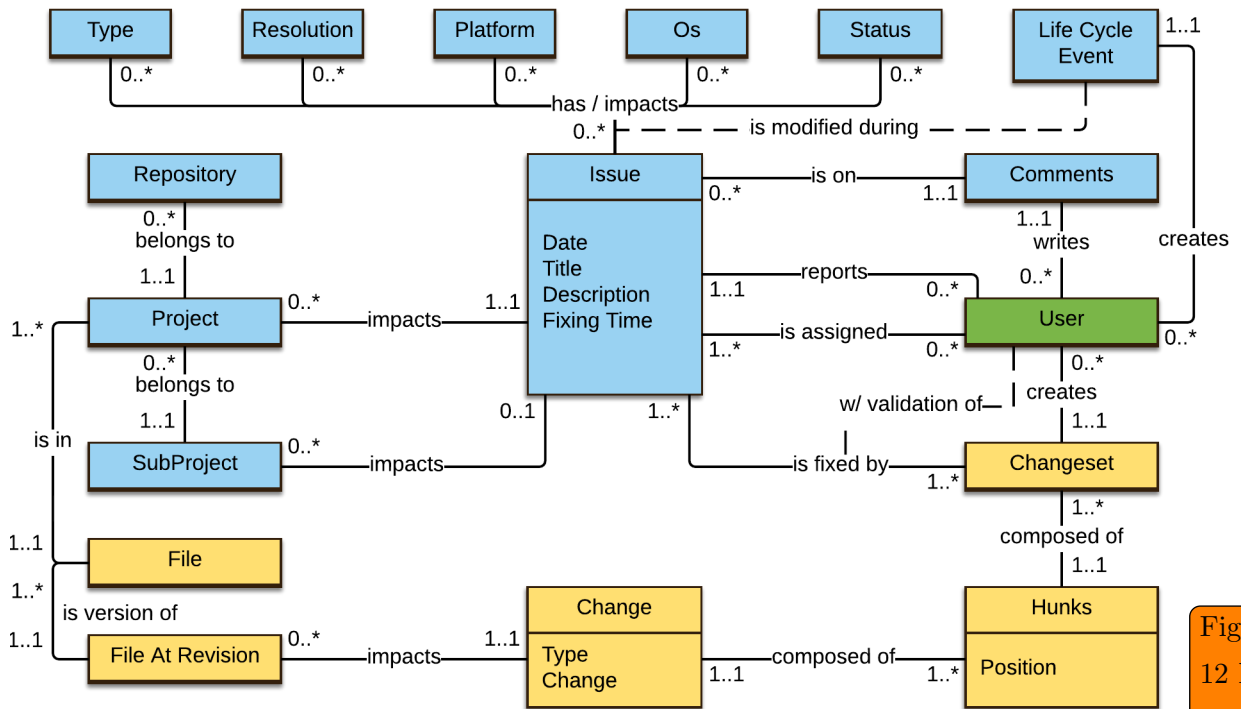 Type
Resolution
Platform
Os
Status
Life Cycle
Event
1..1
0..*
0..*
0..*
0..*
0..*
has / impacts
0..*
is modified during
Repository
Issue
is on
Comments
0..*
1..1
0..*
1..1
belongs to
writes
creates
Date
Title
Description
Fixing Time
1..1
reports
0..*
1..1
0..*
Project
0..*
impacts
1..1
User
1..*
is assigned
1..*
0..*
0..*
0..*
0..*
belongs to
creates
w/ validation of
1..1
0..1
1..*
1..1
is in
SubProject
0..*
impacts
is fixed by
Changeset
1..*
1..*
composed of
1..1
File
1..1
1..*
is version of
Change
Hunks
1..1
File At Revision
0..*
impacts
1..1
Type
Change
composed of
1..1
1..*
Position
Fig
12